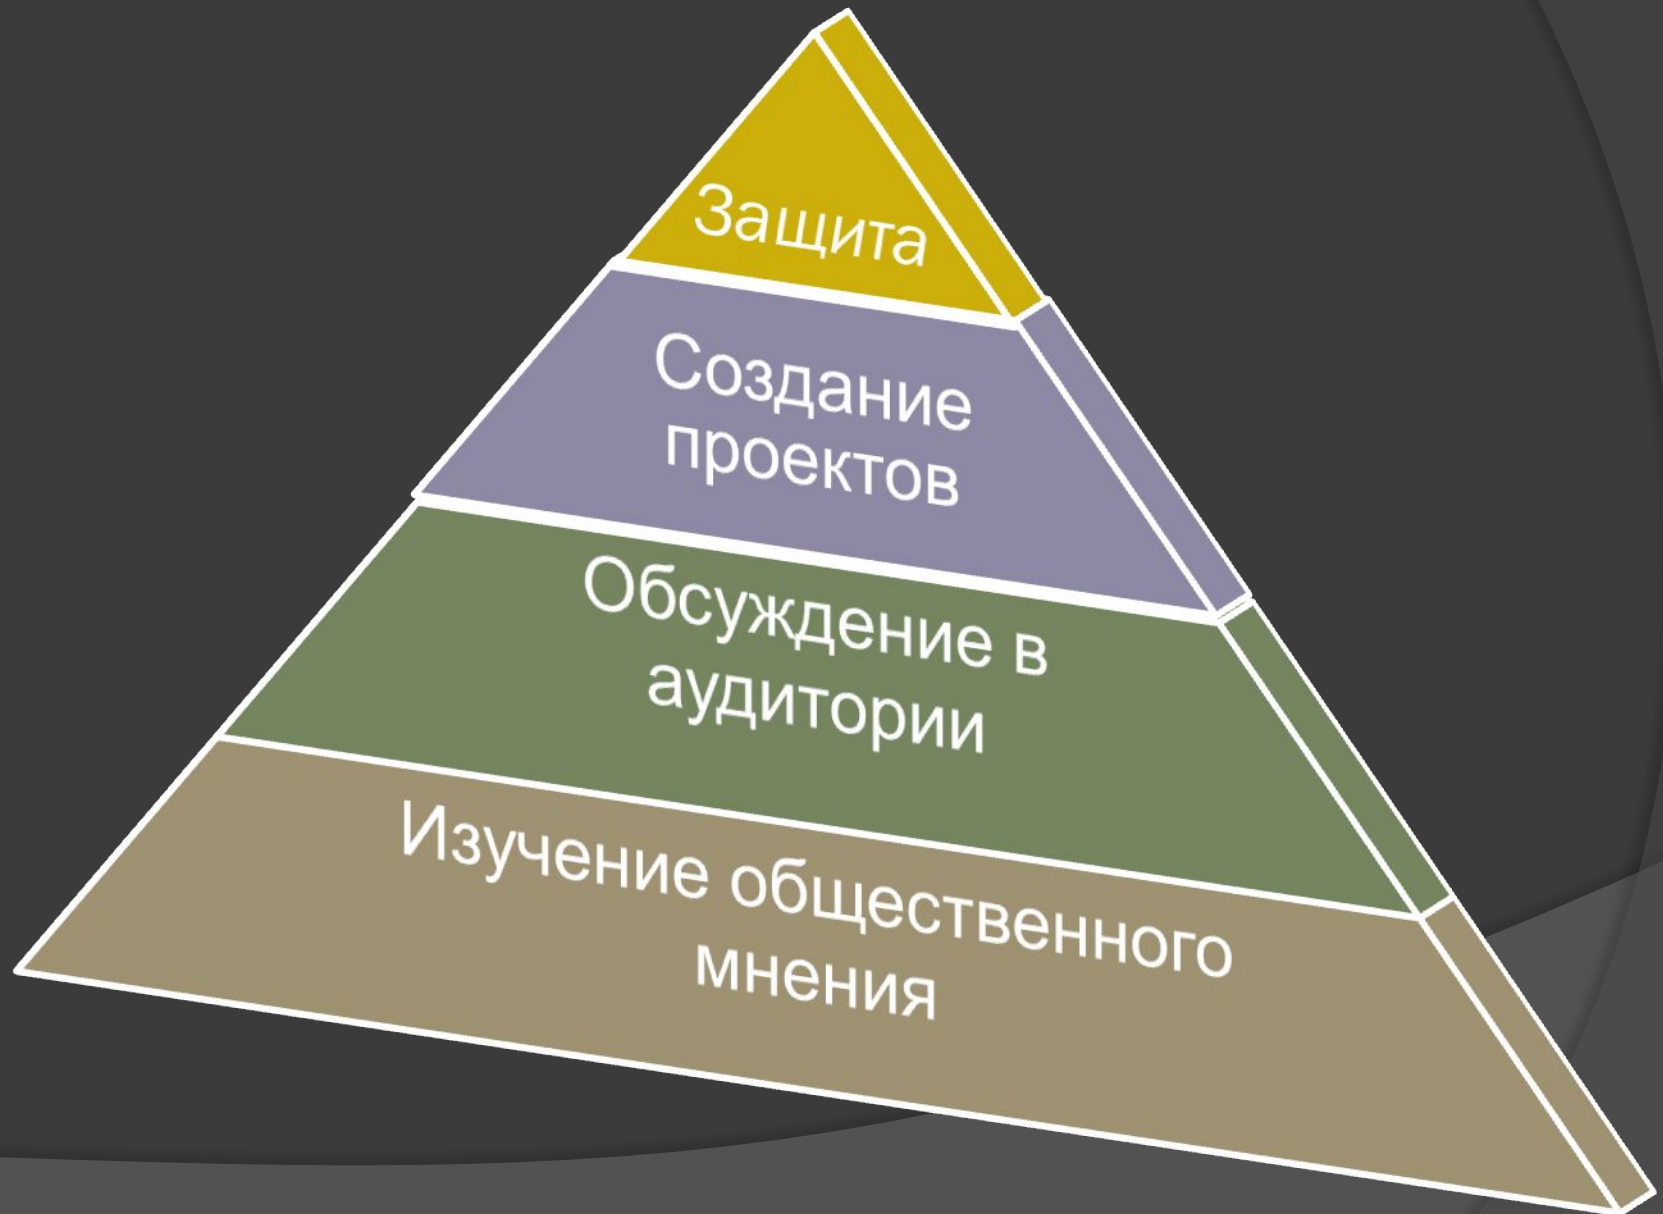 Защита
Создание
проектов
Обсуждение в
аудитории
Изучение общественного
мнения